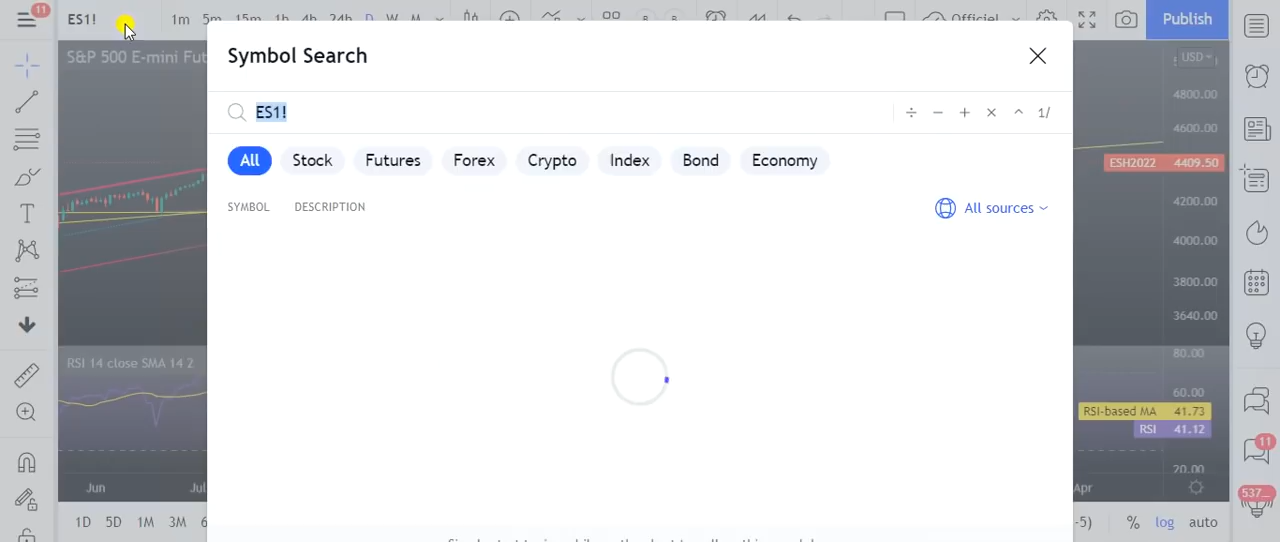 11
ES1!
1m 5m 15m 1h 4h 24h D W M
Officiel
Publish
S&P 500 E-mini Fut
USD
Symbol Search
ES1!
1/
All Stock Futures Forex Crypto Index Bond Economy
SYMBOL DESCRIPTION
All sources
4800.00
4600.00
ESH2022 4409.50
4200.00
4000.00
3800.00
3640.00
RSI 14 close SMA 14 2
80.00
60.00
RSI-based MA 41.73
RSI 41.12
20.00
Jun Jul Apr
11
537...
1D 5D 1M 3M 6
-5) % log auto